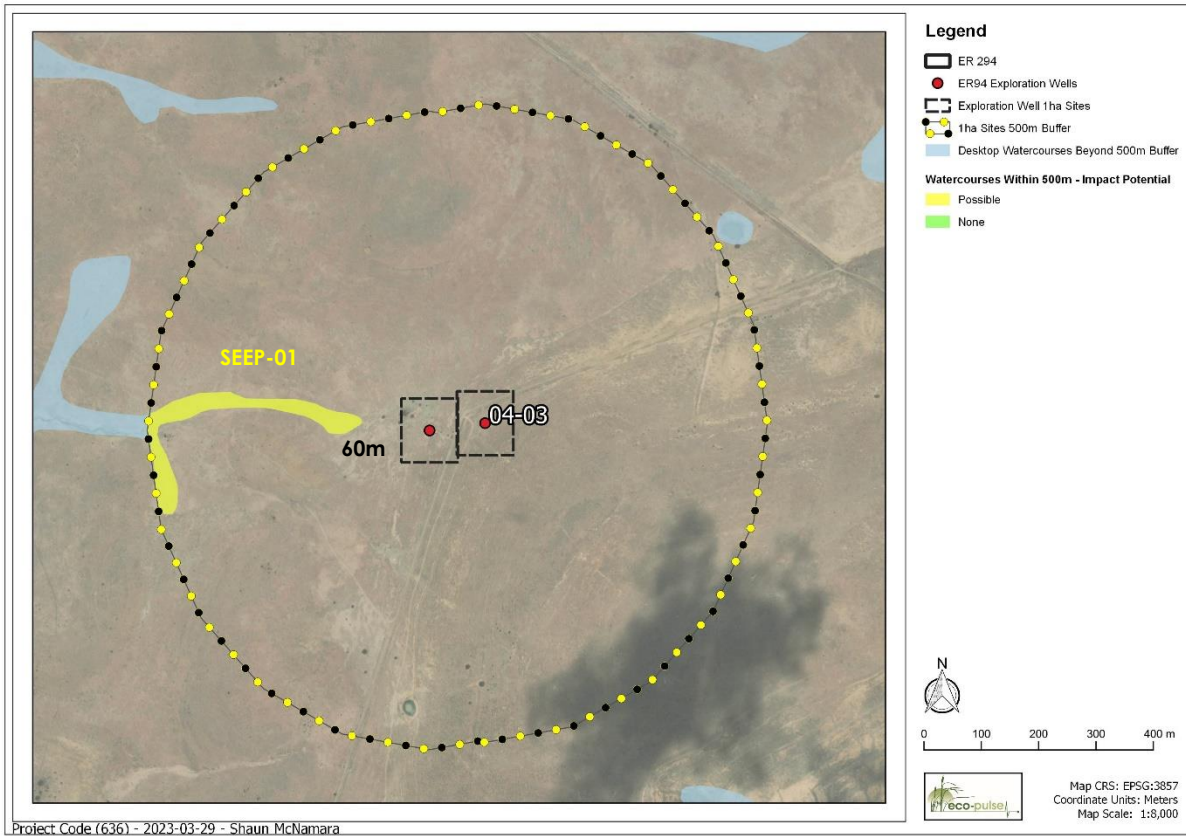 SEEP-01
04-03
60m
Legend
ER 294
ER94 Exploration Wells
Exploration Well 1ha Sites
1ha Sites 500m Buffer
Desktop Watercourses Beyond 500m Buffer
Watercourses Within 500m - Impact Potential
Possible
None
N
0 100 200 300 400 m
eco-pulse
Map CRS: EPSG:3857
Coordinate Units: Meters
Map Scale: 1:8,000
Project Code (636) - 2023-03-29 - Shaun McNamara